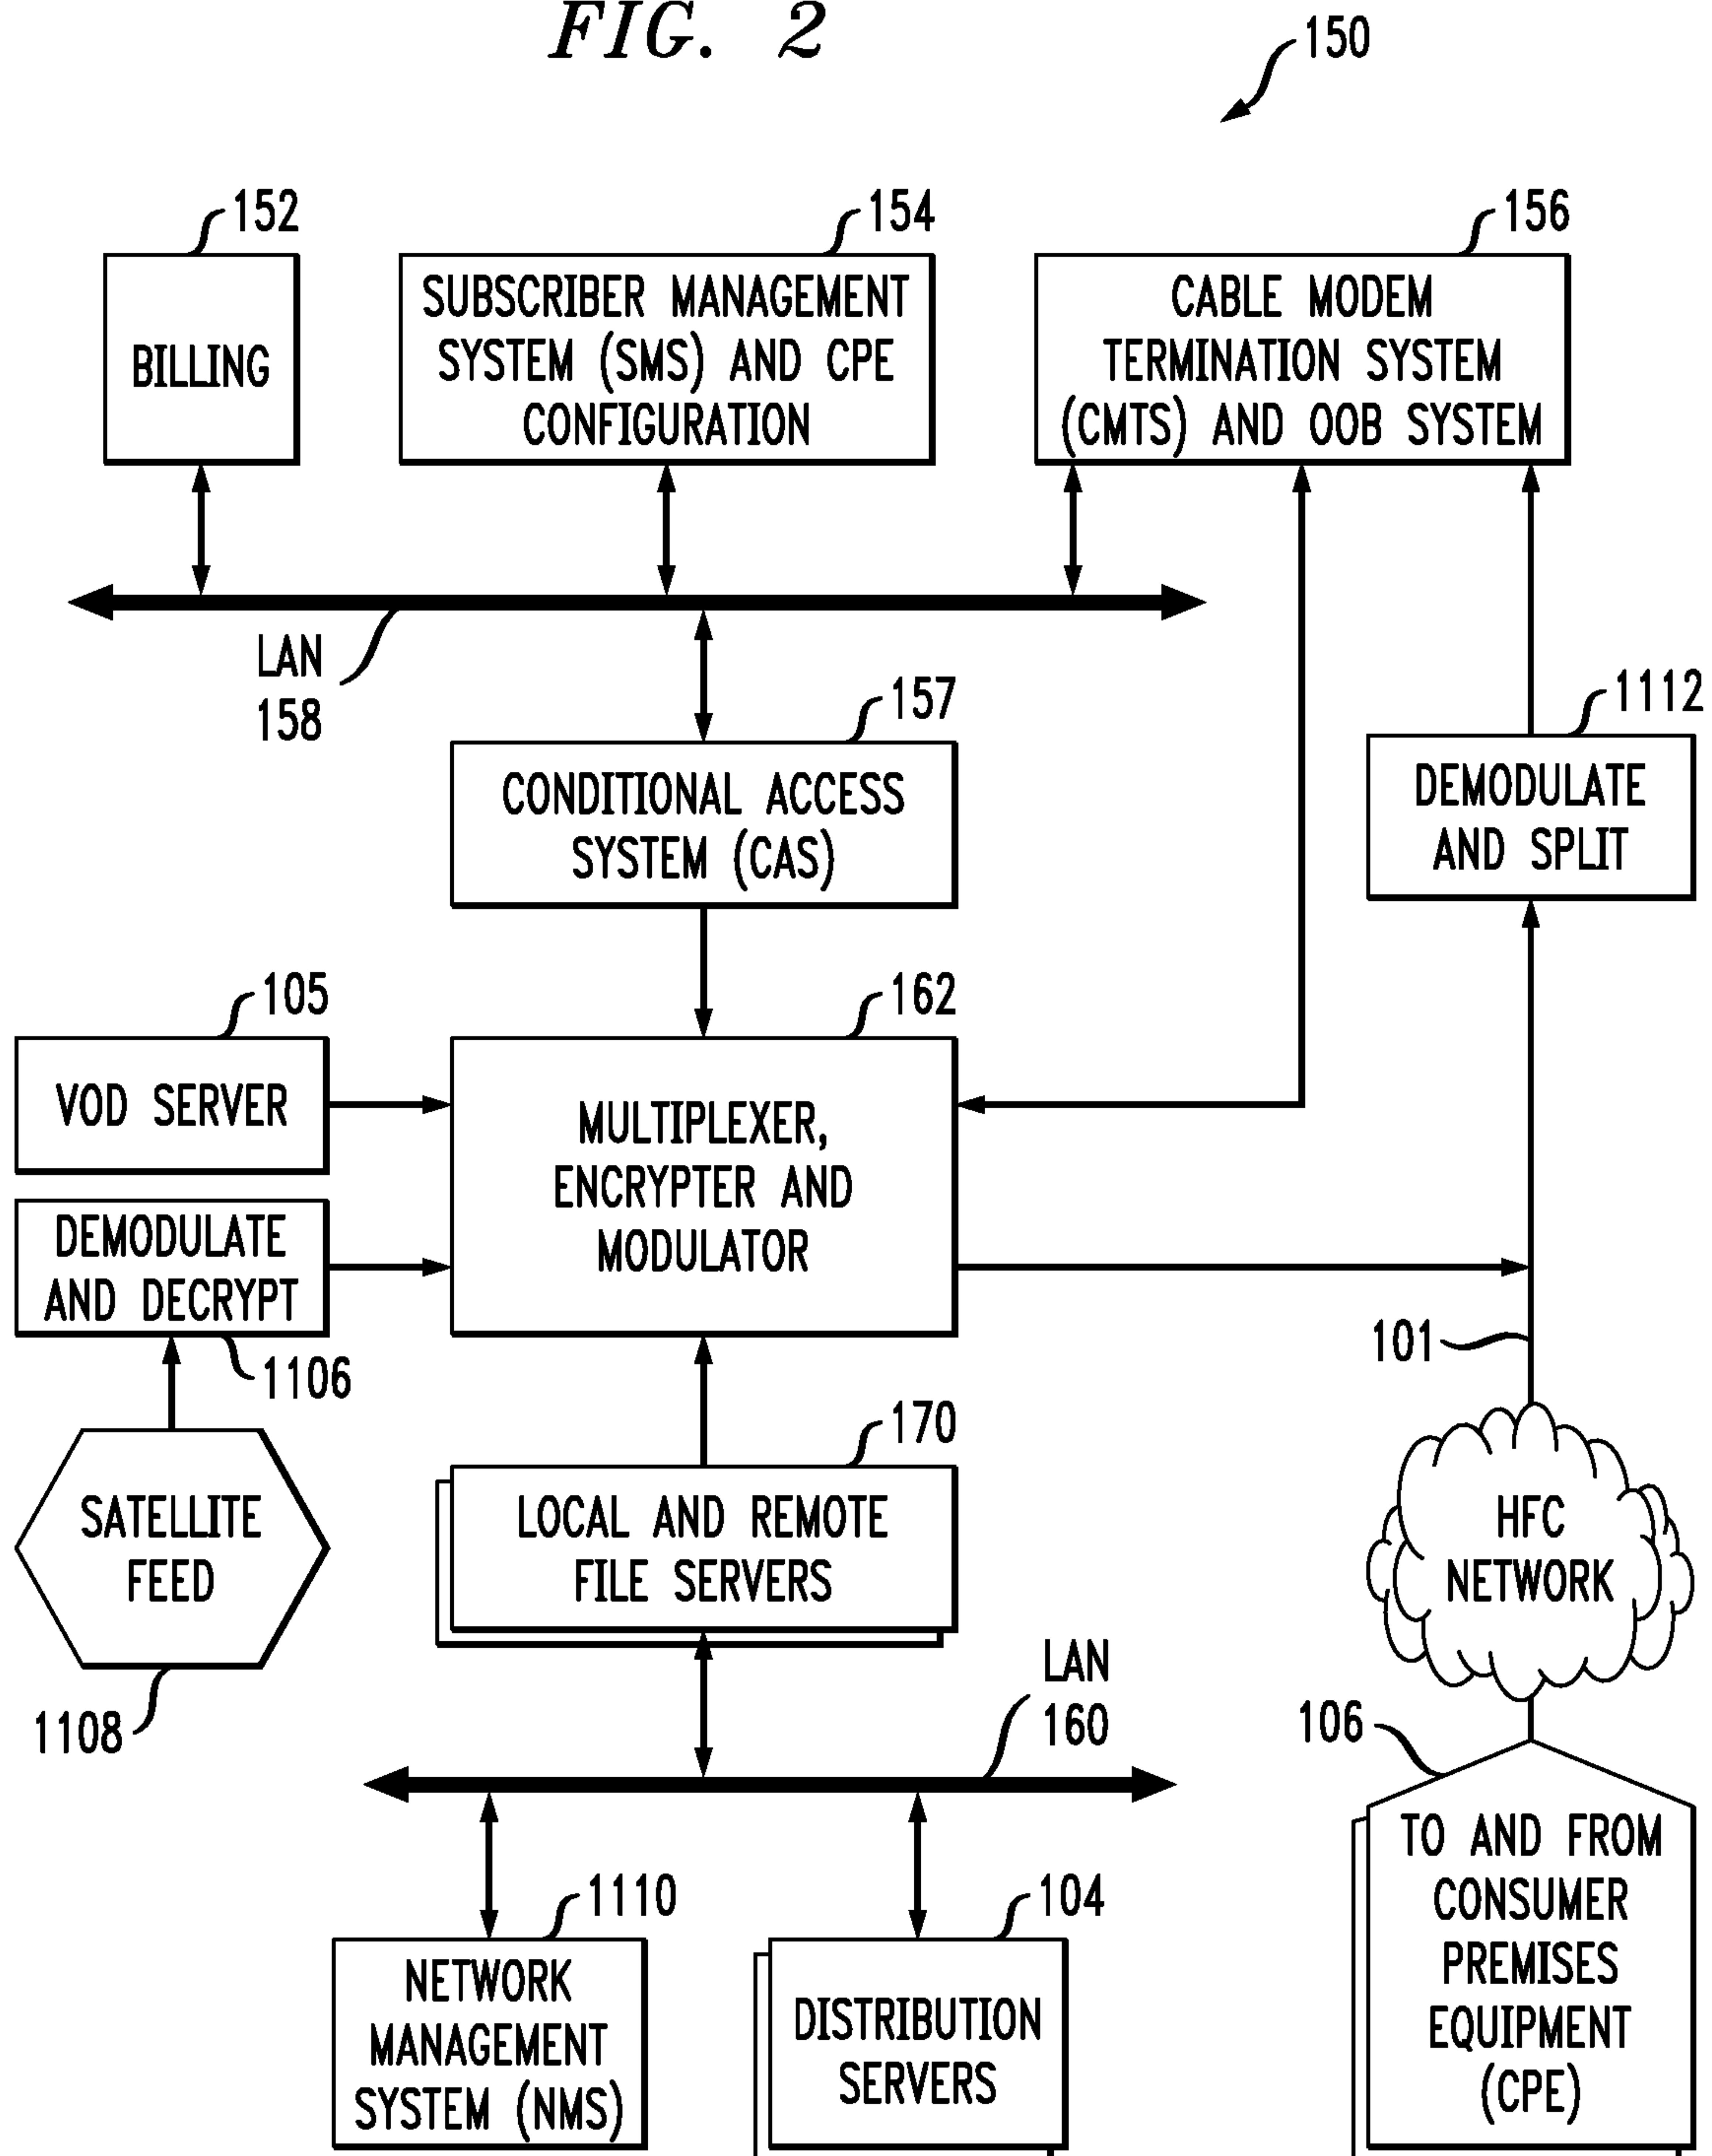 FIG. 2
150
152
154
156
BILLING
SUBSCRIBER MANAGEMENT
SYSTEM (SMS) AND CPE
CONFIGURATION
CABLE MODEM
TERMINATION SYSTEM
(CMTS) AND OOB SYSTEM
LAN
158
157
1112
CONDITIONAL ACCESS
SYSTEM (CAS)
DEMODULATE
AND SPLIT
105
162
VOD SERVER
MULTIPLEXER,
ENCRYPTER AND
MODULATOR
DEMODULATE
AND DECRYPT
1106
101
170
SATELLITE
FEED
LOCAL AND REMOTE
FILE SERVERS
HFC
NETWORK
1108
LAN
160
106
1110
104
NETWORK
MANAGEMENT
SYSTEM (NMS)
DISTRIBUTION
SERVERS
TO AND FROM
CONSUMER
PREMISES
EQUIPMENT
(CPE)